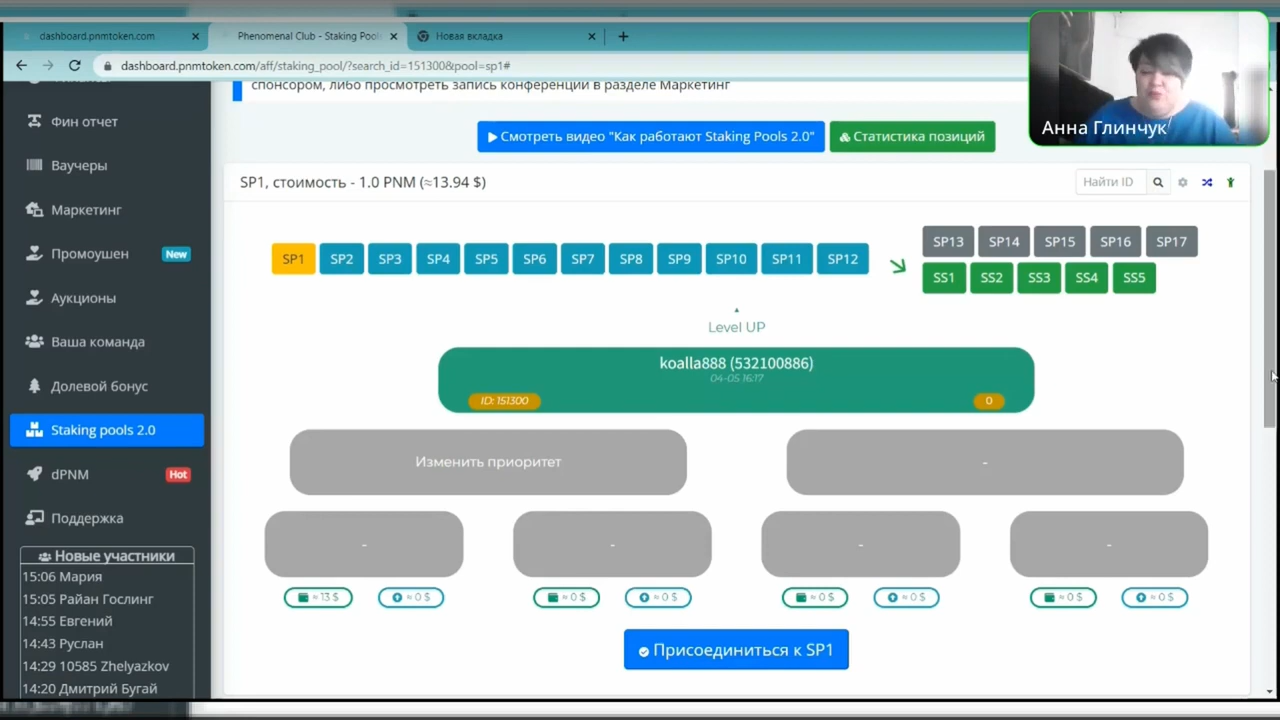 dashboard.pnmtoken.com
Phenomenal Club - Staking Pools
Новая вкладка
dashboard.pnmtoken.com/aff/staking_pool/?search_id=151300&pool=sp1#
Анна Глинчук
спонсором, либо просмотреть запись конференции в разделе Маркетинг
Смотреть видео "Как работают Staking Pools 2.0"
Статистика позиций
Фин отчет
Ваучеры
Маркетинг
Промоушен New
Аукционы
Ваша команда
Долевой бонус
Staking pools 2.0
dPNM Hot
Поддержка
Новые участники
15:06 Мария
15:05 Райан Гослинг
14:55 Евгений
14:43 Руслан
14:29 10585 Zhelyazkov
14:20 Дмитрий Бугай
SP1, стоимость - 1.0 PNM (≈13.94 $)
Найти ID
SP1 SP2 SP3 SP4 SP5 SP6 SP7 SP8 SP9 SP10 SP11 SP12
SP13 SP14 SP15 SP16 SP17
SS1 SS2 SS3 SS4 SS5
Level UP
koalla888 (532100886)
04-05 16:17
ID: 151300 0
Изменить приоритет -
- - - -
≈ 13 $ ≈ 0 $ ≈ 0 $ ≈ 0 $ ≈ 0 $ ≈ 0 $ ≈ 0 $ ≈ 0 $
Присоединиться к SP1